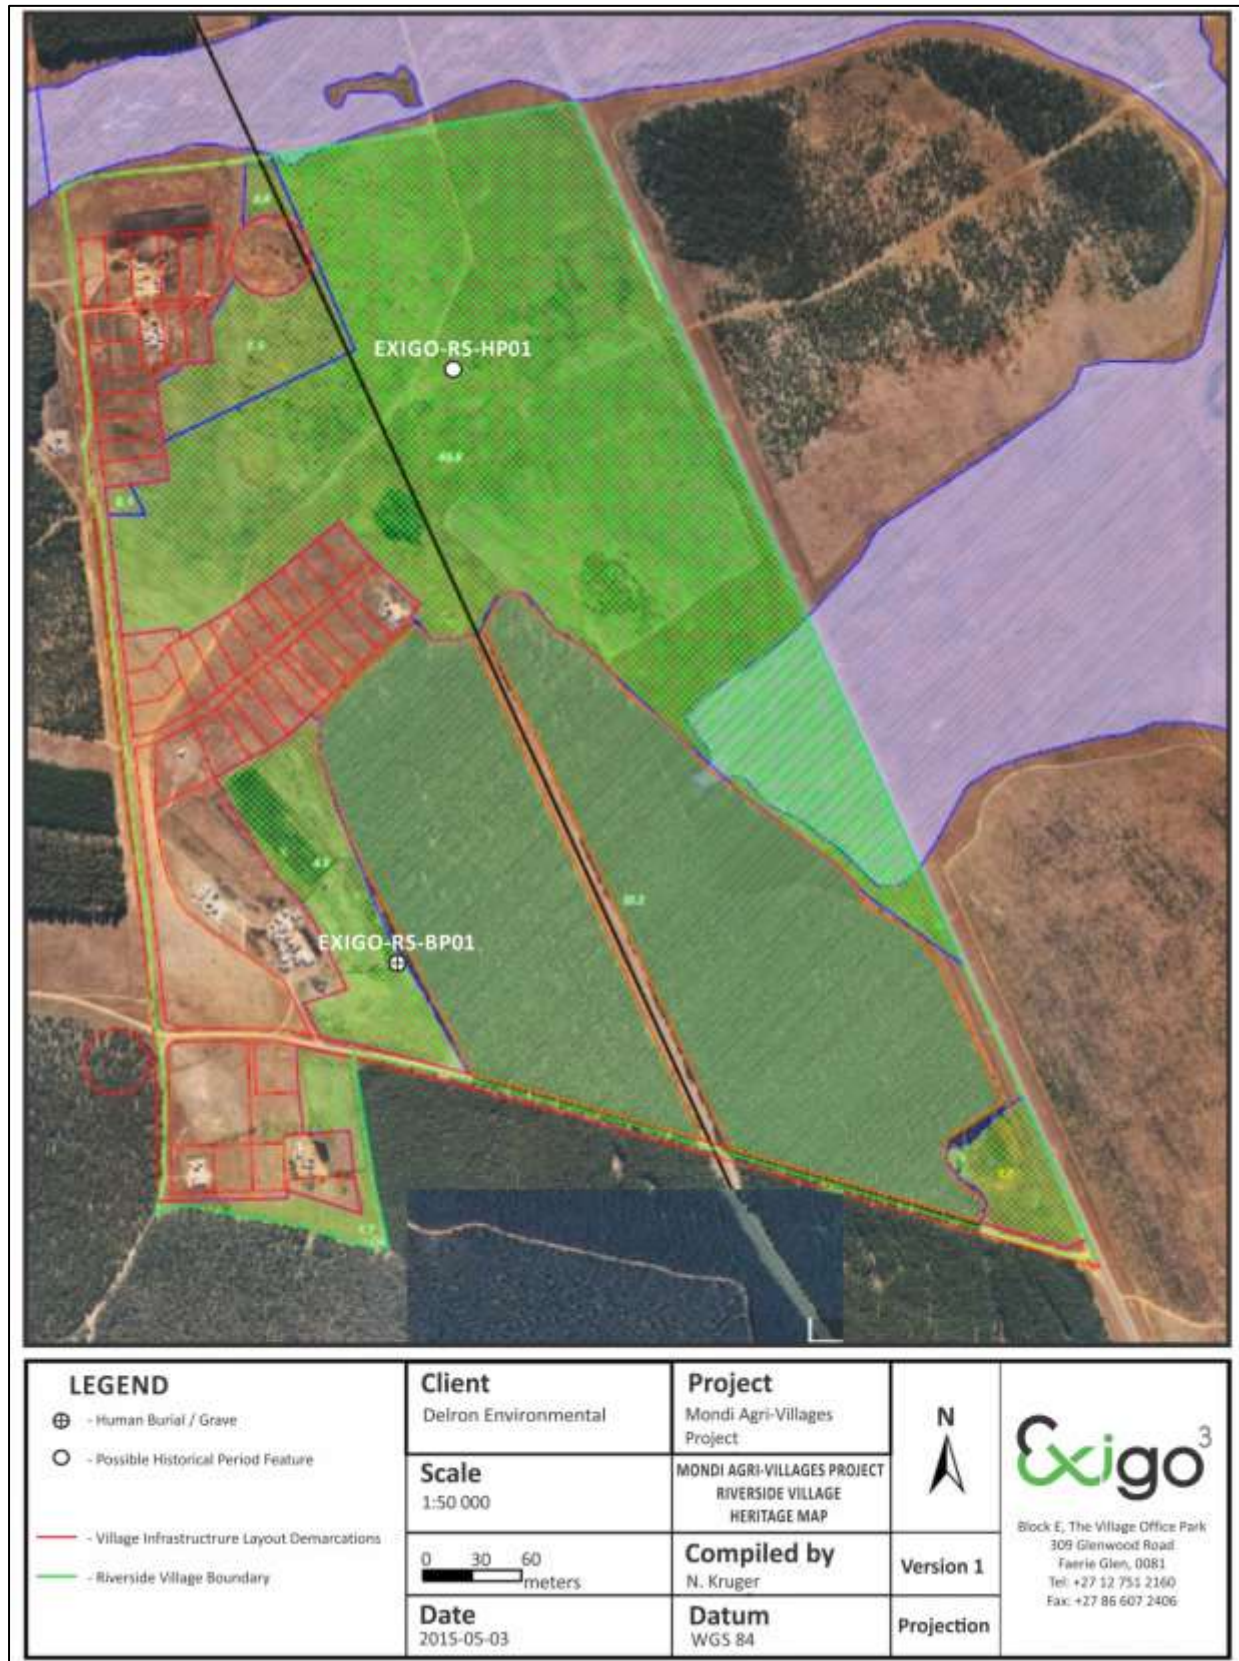 EXIGO-RS-HP01
EXIGO-RS-BP01
LEGEND
- Human Burial / Grave
- Possible Historical Period Feature
- Village Infrastructrure Layout Demarcations
- Riverside Village Boundary
Client
Delron Environmental
Scale
1:50 000
0 30 60
meters
Date
2015-05-03
Project
Mondi Agri-Villages
Project
MONDI AGRI-VILLAGES PROJECT
RIVERSIDE VILLAGE
HERITAGE MAP
Compiled by
N. Kruger
Datum
WGS 84
N
Version 1
Projection
Exigo3
Block E, The Village Office Park
309 Glenwood Road
Faerie Glen, 0081
Tel: +27 12 751 2160
Fax: +27 86 607 2406